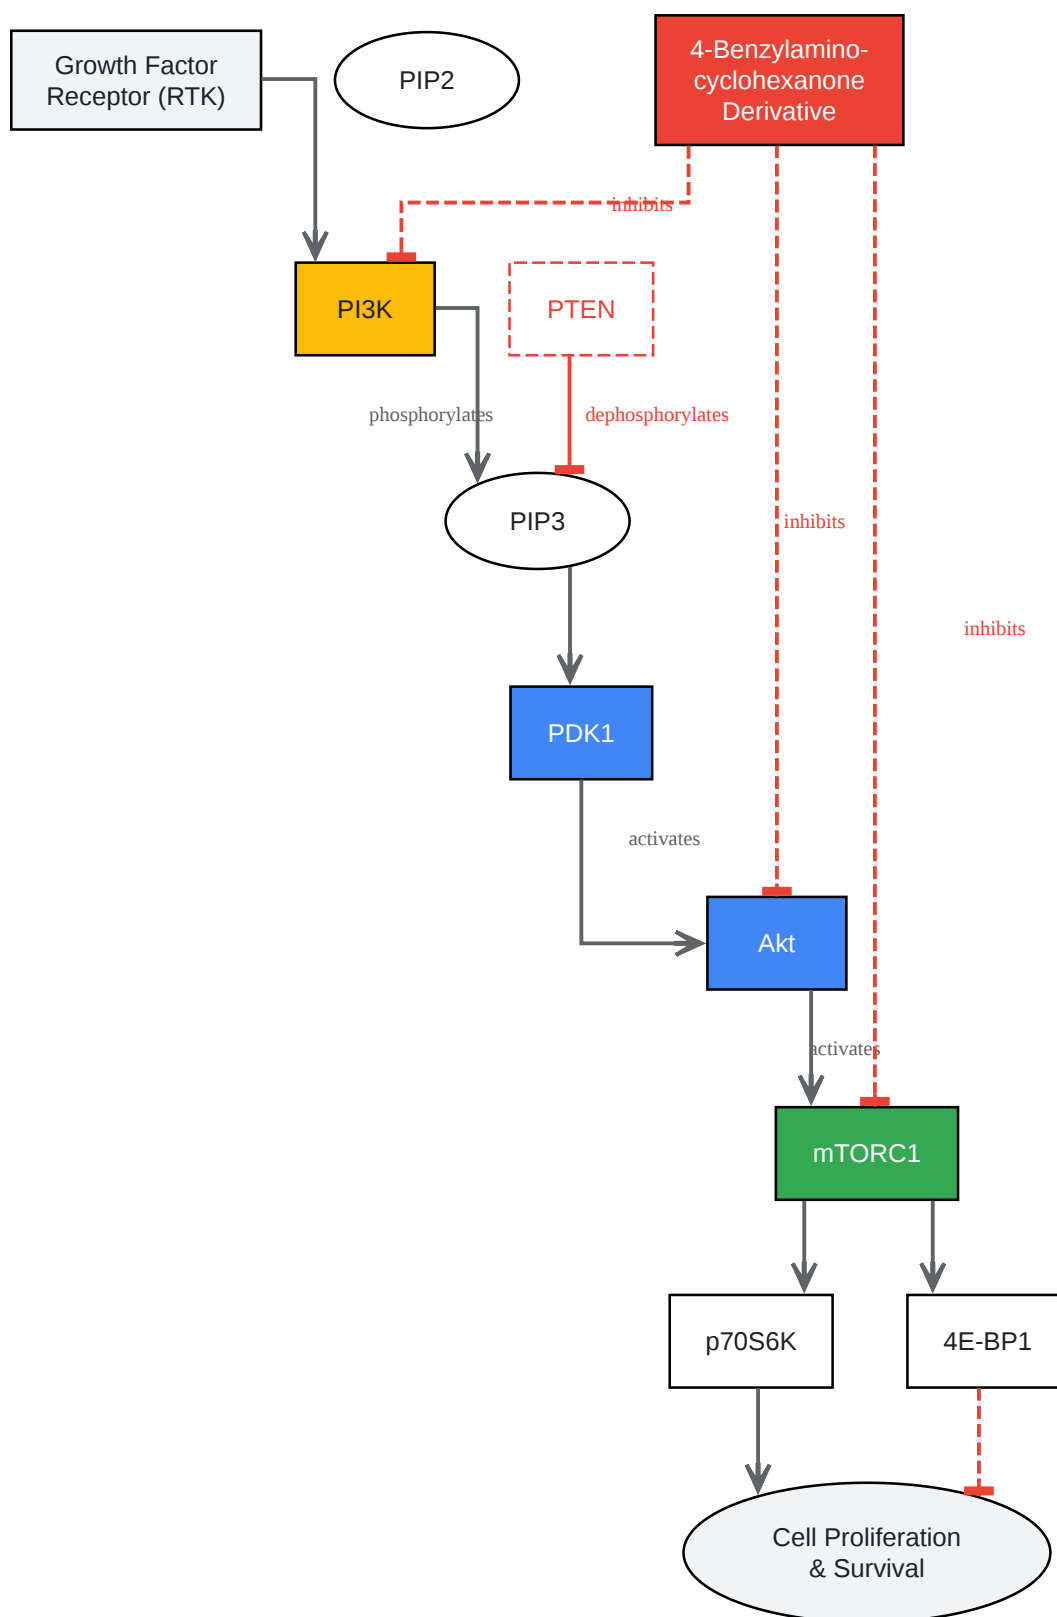 Growth Factor
Receptor (RTK)
PIP2
4-Benzylamino-
cyclohexanone
Derivative
inhibits
PI3K
PTEN
phosphorylates
dephosphorylates
PIP3
inhibits
inhibits
PDK1
activates
Akt
activates
mTORC1
p70S6K
4E-BP1
Cell Proliferation
& Survival